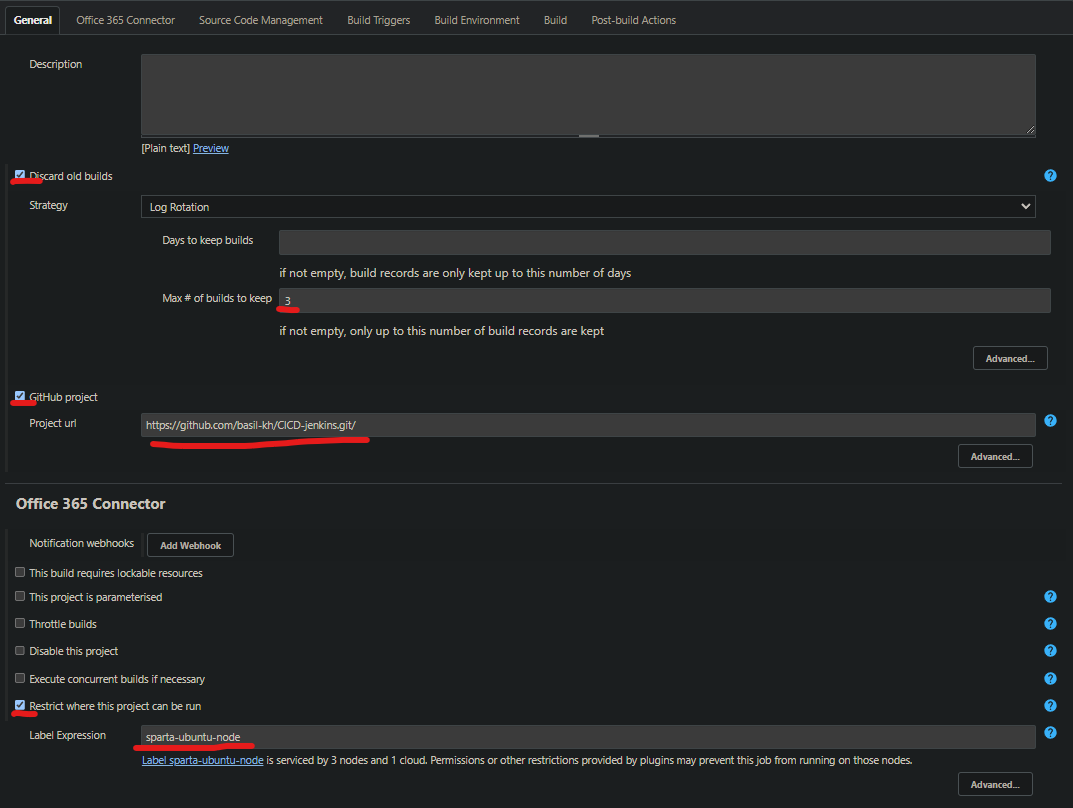 General Office 365 Connector Source Code Management Build Triggers Build Environment Build Post-build Actions
Description
[Plain text] Preview
Discard old builds
Strategy
Log Rotation
Days to keep builds
if not empty, build records are only kept up to this number of days
Max # of builds to keep
3
if not empty, only up to this number of build records are kept
Advanced...
GitHub project
Project url
https://github.com/basil-kh/CICD-jenkins.git/
Advanced...
Office 365 Connector
Notification webhooks
Add Webhook
This build requires lockable resources
This project is parameterised
Throttle builds
Disable this project
Execute concurrent builds if necessary
Restrict where this project can be run
Label Expression
sparta-ubuntu-node
Label sparta-ubuntu-node is serviced by 3 nodes and 1 cloud. Permissions or other restrictions provided by plugins may prevent this job from running on those nodes.
Advanced...